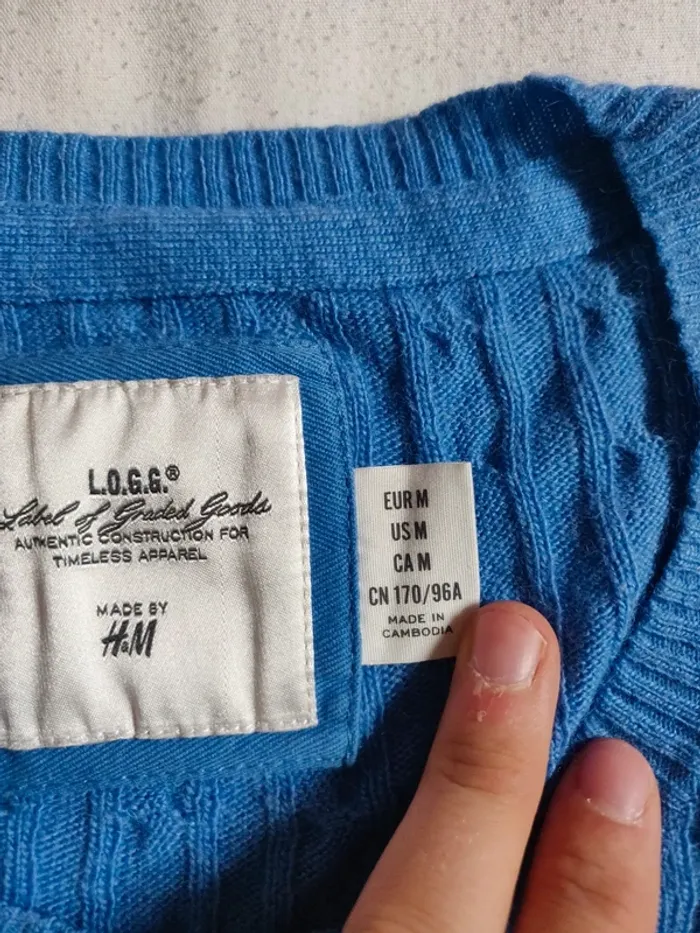 L.O.G.G.®
Label of Graded Goods
AUTHENTIC CONSTRUCTION FOR
TIMELESS APPAREL
MADE BY
H&M
EUR M
US M
CA M
CN 170/96A
MADE IN
CAMBODIA